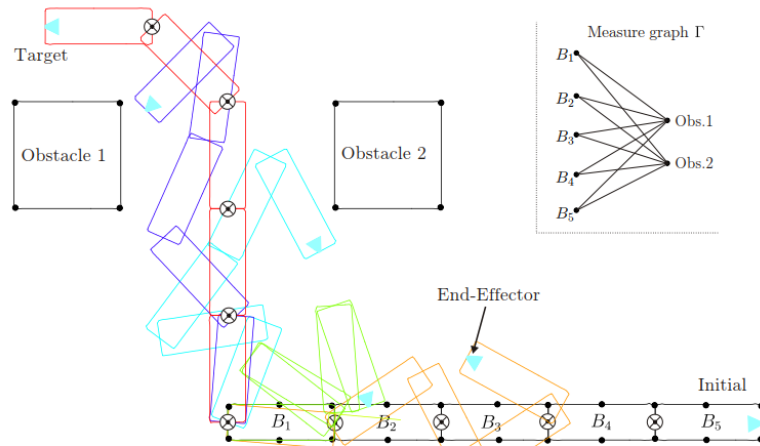 Measure graph Γ
Target
B1
B2
Obs.1
B3
Obstacle 1
Obstacle 2
Obs.2
B4
B5
End-Effector
Initial
B1
B2
B3
B4
B5